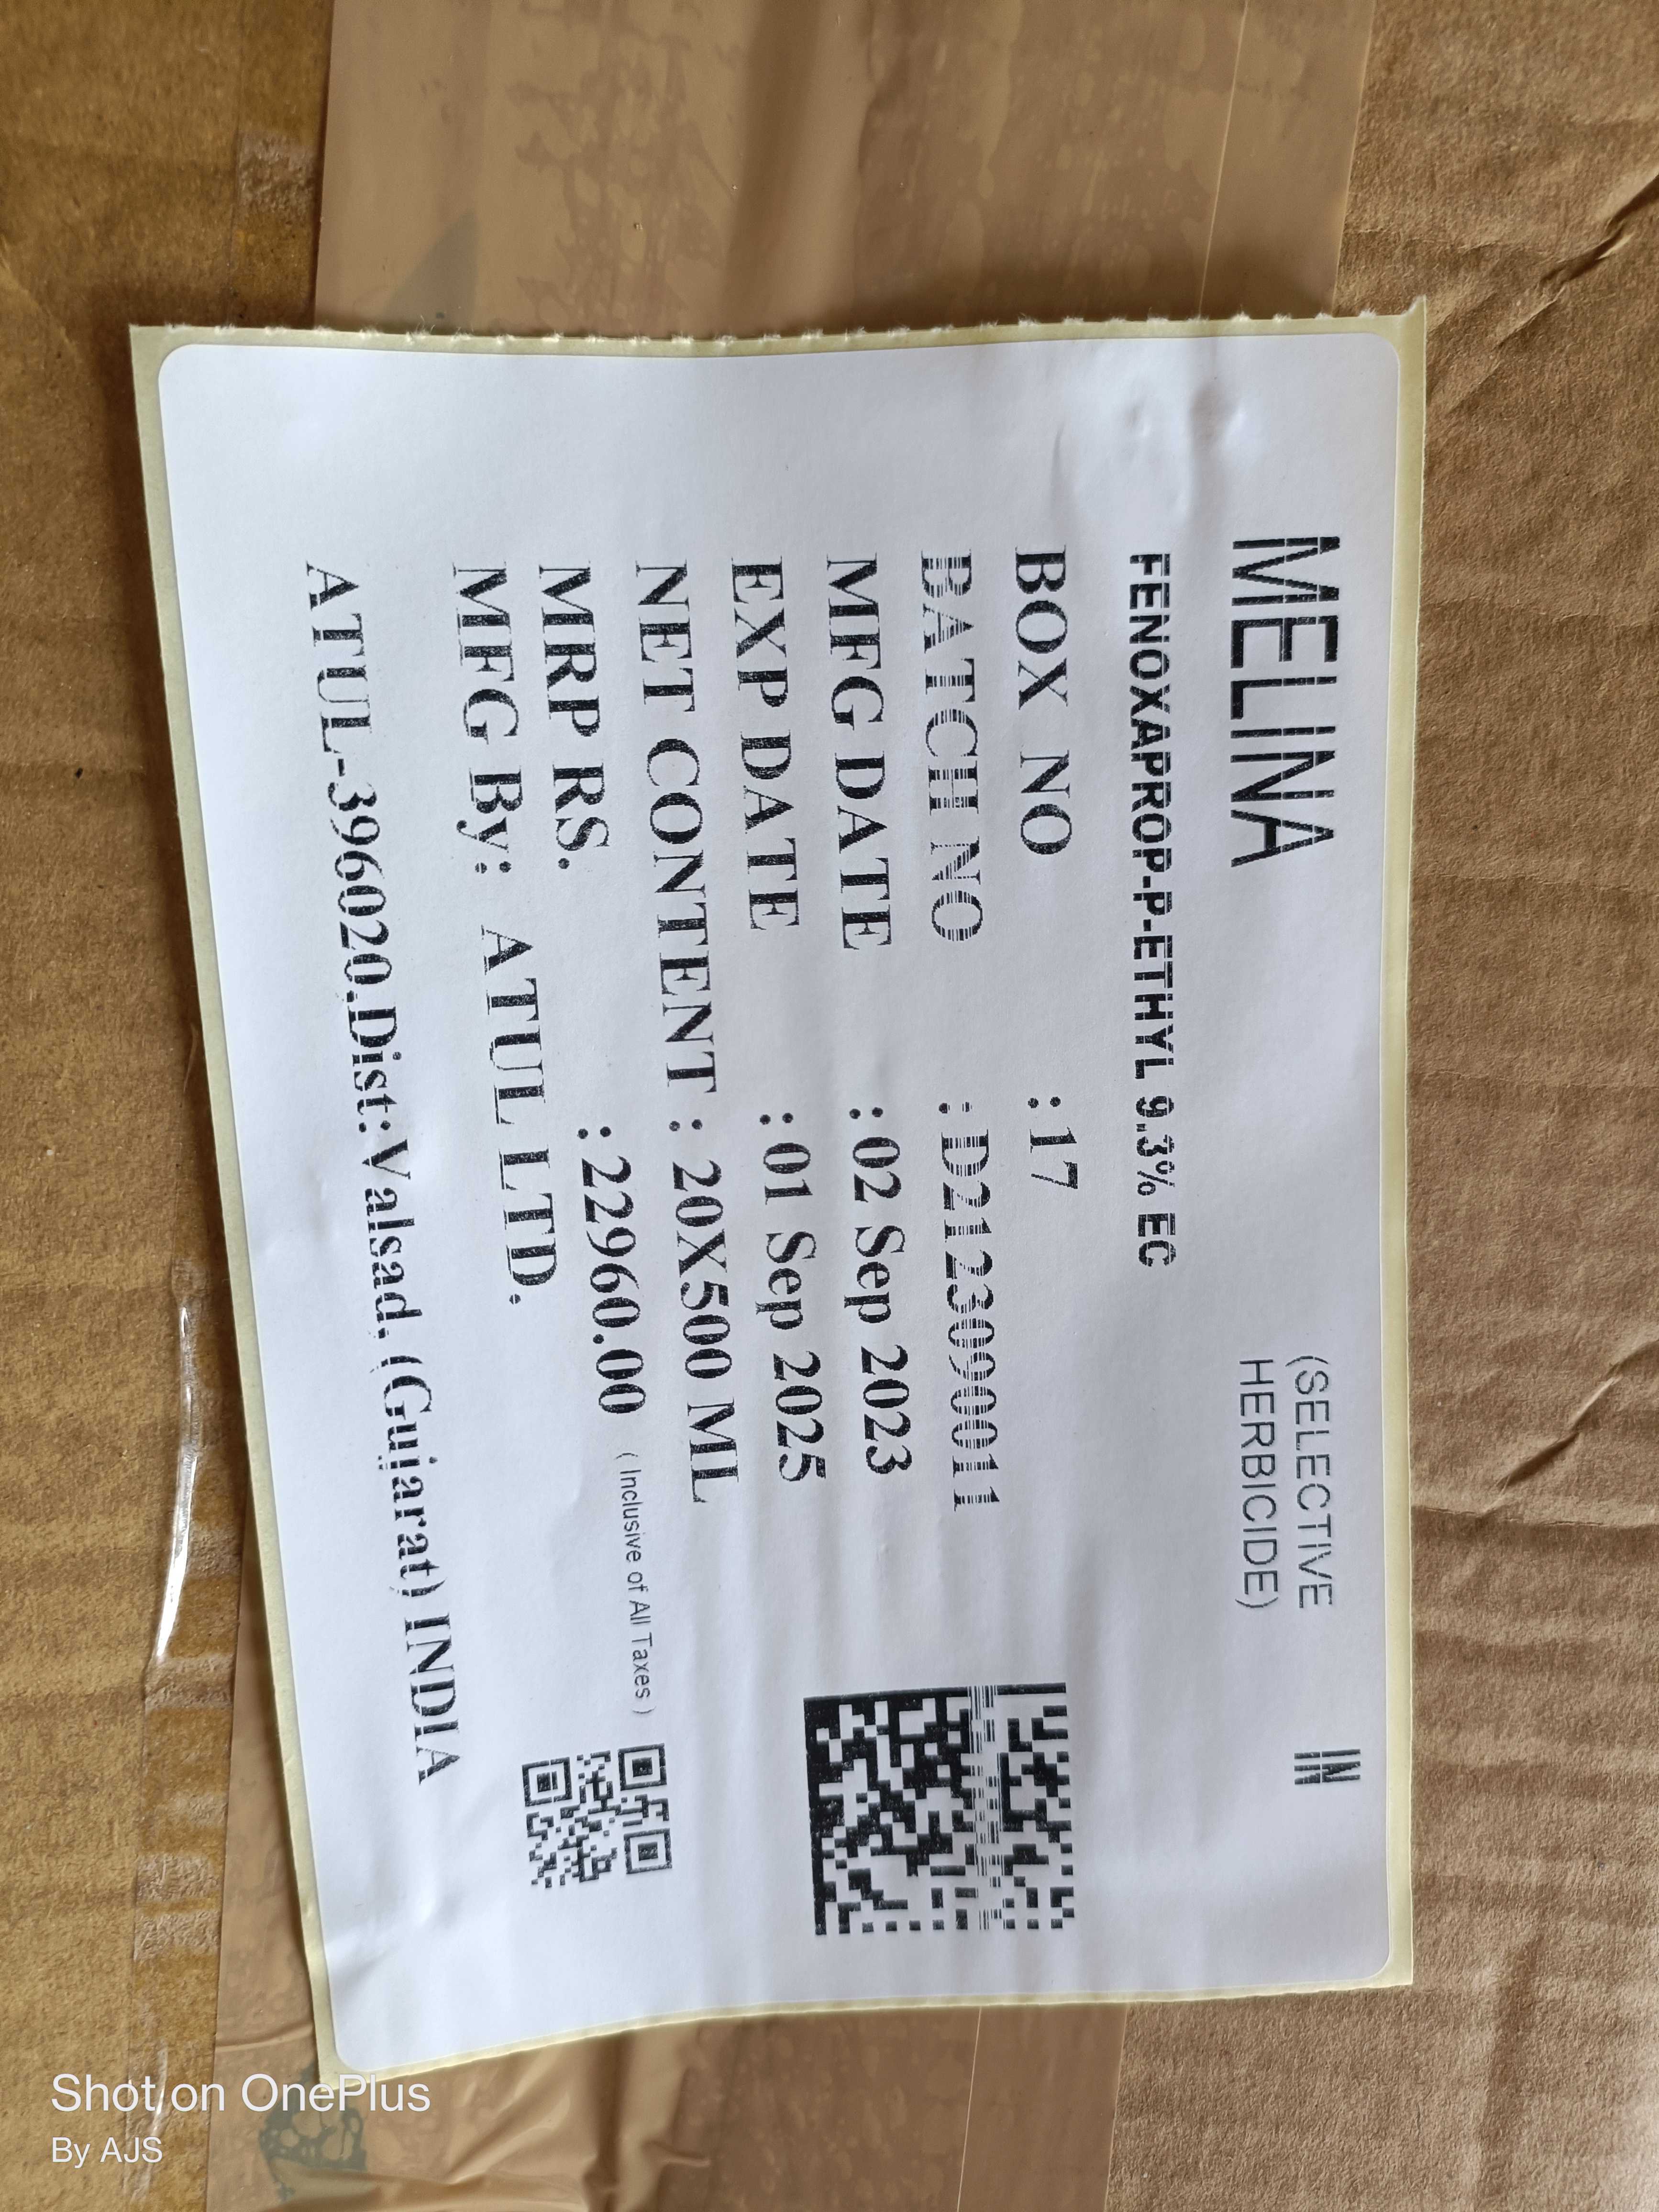 MELINA
(SELECTIVE
HERBICIDE)
IN
FENOXAPROP-P-ETHYL 9.3% EC
BOX NO :17
BATCH NO :D2123090011
MFG DATE :02 Sep 2023
EXP DATE :01 Sep 2025
NET CONTENT : 20X500 ML
MRP RS. :22960.00 ( Inclusive of All Taxes )
MFG By: ATUL LTD.
ATUL-396020.Dist:Valsad. (Gujarat) INDIA
Shot on OnePlus
By AJS